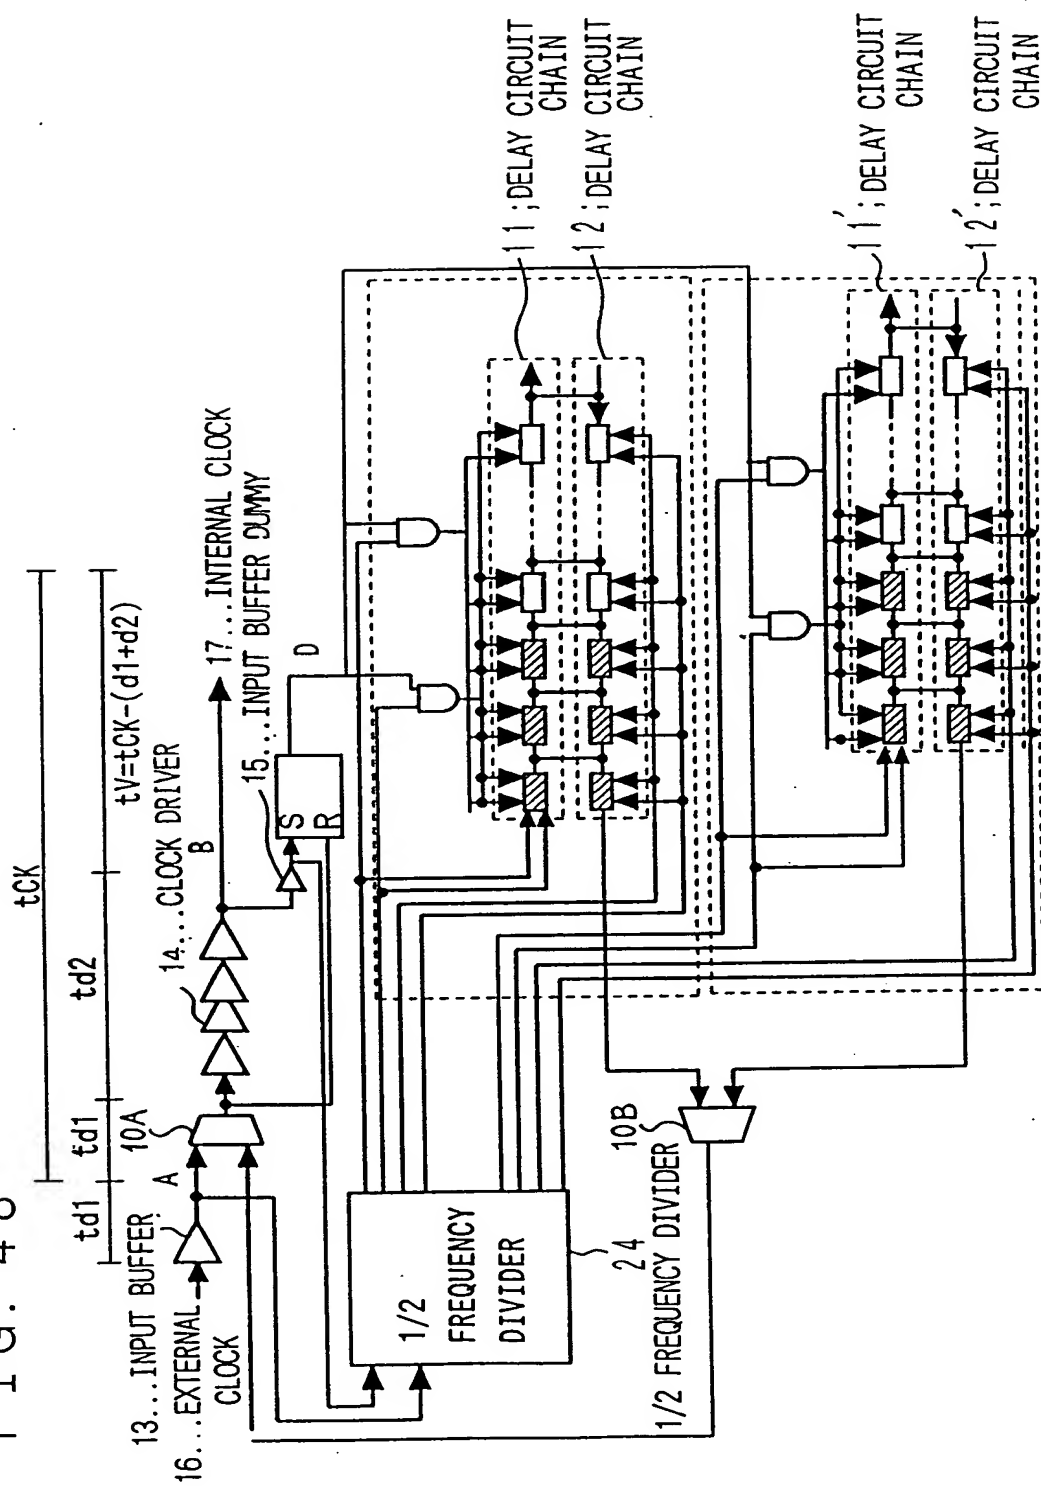 tCK
td1
td1
td2
tV=tCK-(d1+d2)
13...INPUT BUFFER
16...EXTERNAL
CLOCK
A
10A
14...CLOCK DRIVER
B
17...INTERNAL CLOCK
15...INPUT BUFFER DUMMY
S
R
D
1/2
FREQUENCY
DIVIDER
24
1/2 FREQUENCY DIVIDER
10B
11;DELAY CIRCUIT
CHAIN
12;DELAY CIRCUIT
CHAIN
11';DELAY CIRCUIT
CHAIN
12';DELAY CIRCUIT
CHAIN